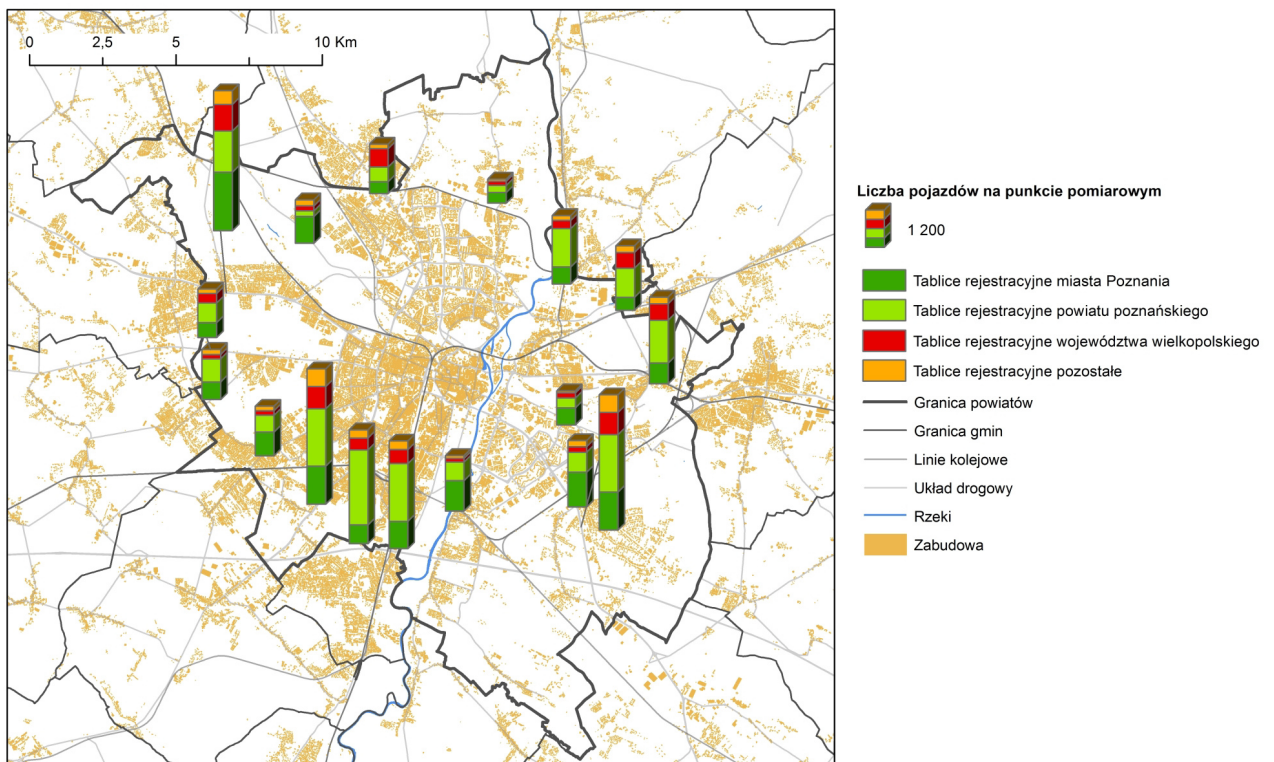 0 2,5 5 10 Km
Liczba pojazdów na punkcie pomiarowym
1 200
Tablice rejestracyjne miasta Poznania
Tablice rejestracyjne powiatu poznańskiego
Tablice rejestracyjne województwa wielkopolskiego
Tablice rejestracyjne pozostałe
Granica powiatów
Granica gmin
Linie kolejowe
Układ drogowy
Rzeki
Zabudowa